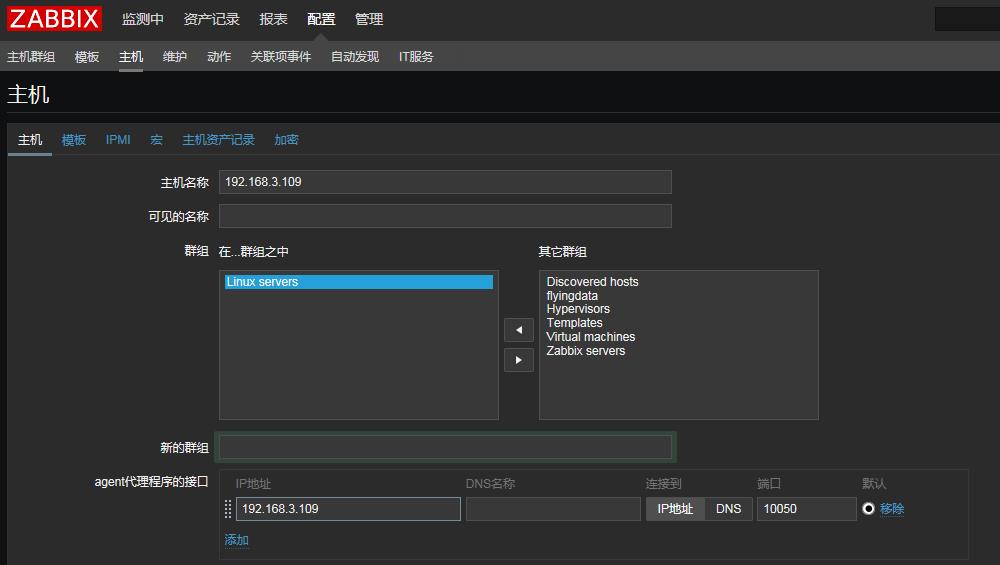 ZABBIX 监测中 资产记录 报表 配置 管理
主机群组 模板 主机 维护 动作 关联项事件 自动发现 IT服务
主机
主机 模板 IPMI 宏 主机资产记录 加密
主机名称 192.168.3.109
可见的名称
群组 在...群组之中 其它群组
Linux servers
Discovered hosts
flyingdata
Hypervisors
Templates
Virtual machines
Zabbix servers
新的群组
agent代理程序的接口 IP地址 DNS名称 连接到 端口 默认
192.168.3.109 IP地址 DNS 10050 移除
添加